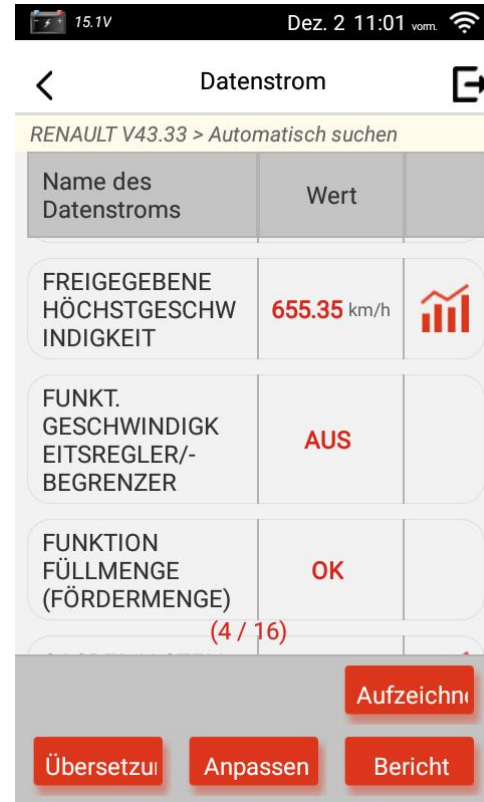 15.1V Dez. 2 11:01 vorm.
Datenstrom
RENAULT V43.33 > Automatisch suchen
Name des
Datenstroms
Wert
FREIGEGEBENE
HÖCHSTGESCHW
INDIGKEIT
655.35 km/h
FUNKT.
GESCHWINDIGK
EITSREGLER/-
BEGRENZER
AUS
FUNKTION
FÜLLMENGE
(FÖRDERMENGE)
OK
(4 / 16)
Aufzeichn
Übersetzu
Anpassen
Bericht